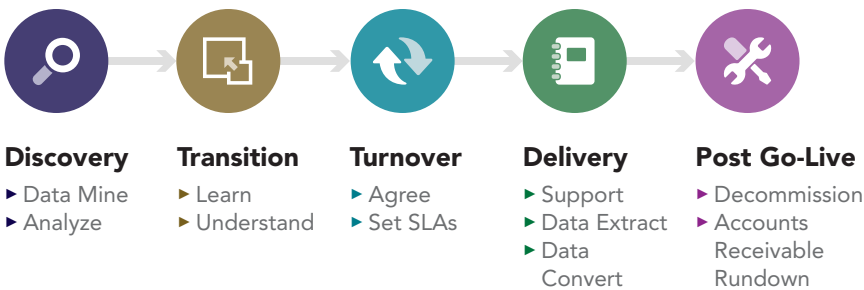 Discovery
► Data Mine
► Analyze
Transition
► Learn
► Understand
Turnover
► Agree
► Set SLAs
Delivery
► Support
► Data Extract
► Data
Convert
Post Go-Live
► Decommission
► Accounts
Receivable
Rundown